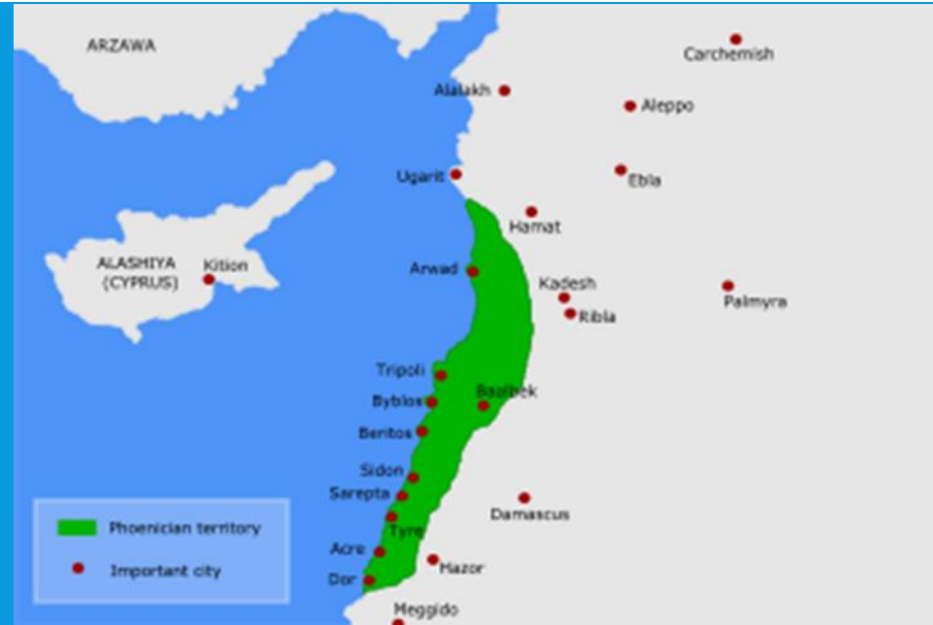 ARZAWA
Carchemish
Alalakh
Aleppo
Ugarit
Ebla
Hamat
ALASHIYA
(CYPRUS)
Kition
Arwad
Kadesh
Ribla
Palmyra
Tripoli
Baalbek
Byblos
Beritos
Sidon
Sarepta
Damascus
Tyre
Acre
Hazor
Dor
Meggido
Phoenician territory
Important city